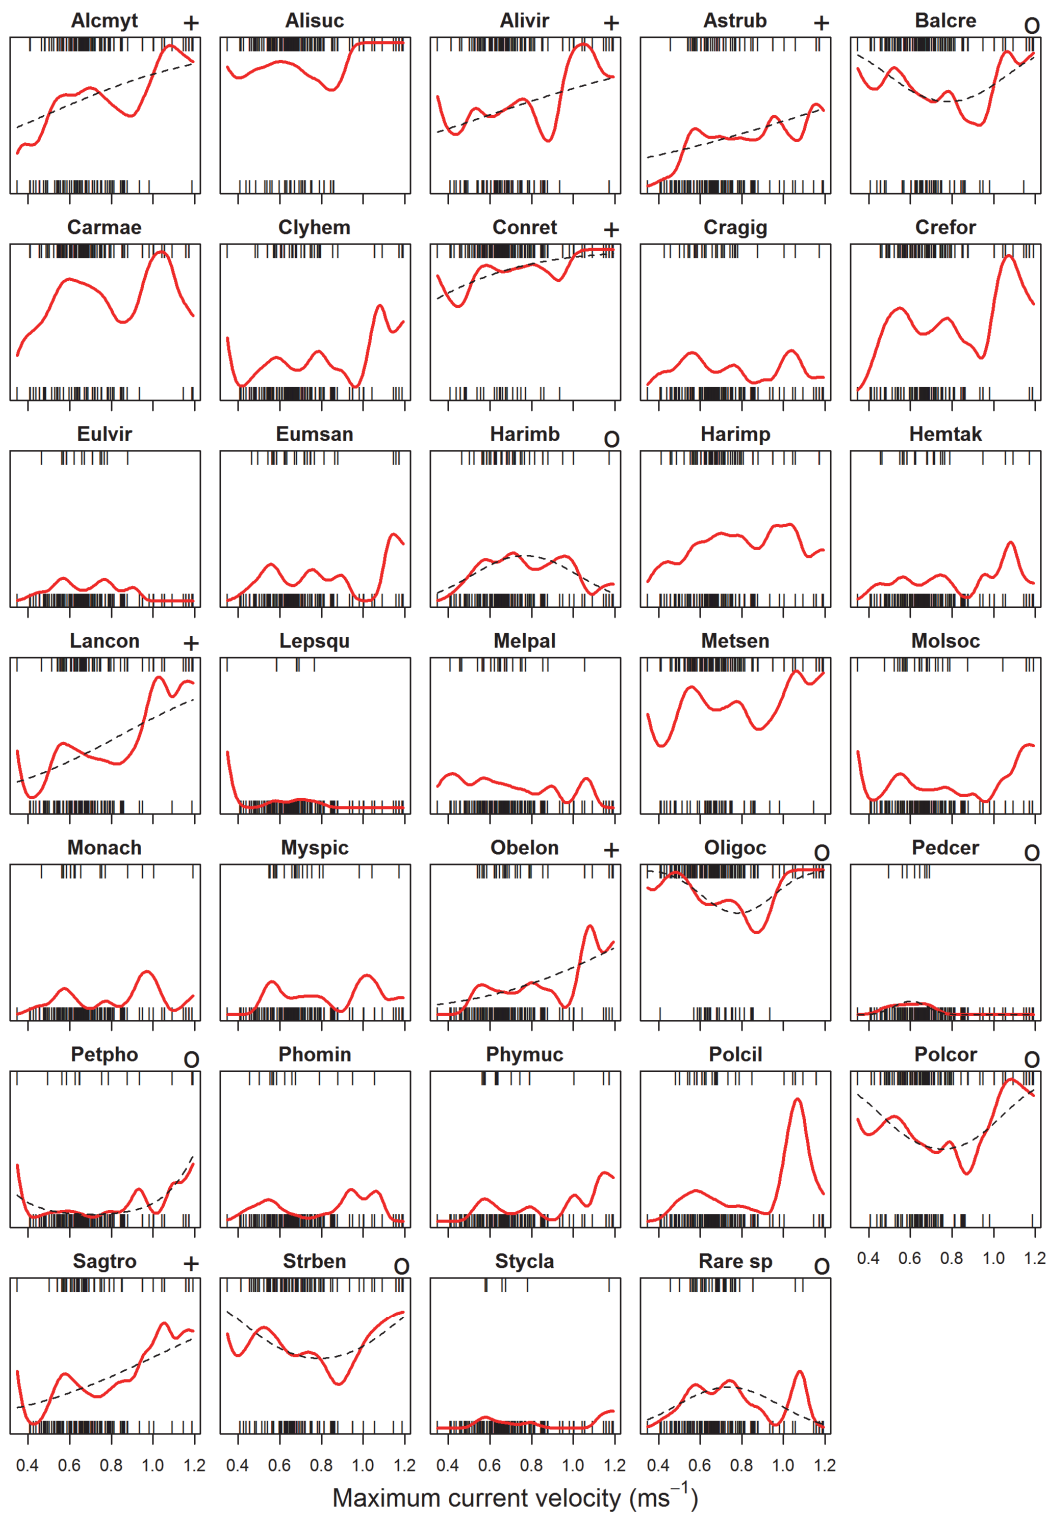 Alcmyt + Alisuc Alivir + Astrub + Balcre O
Carmae Clyhem Conret + Cragig Crefor
Eulvir Eumsan Harimb O Harimp Hemtak
Lancon + Lepsqu Melpal Metsen Molsoc
Monach Myspic Obelon + Oligoc O Pedcer O
Petpho O Phomin Phymuc Polcil Polcor O
0.4 0.6 0.8 1.0 1.2
Sagtro + Strben O Stycla Rare sp O
0.4 0.6 0.8 1.0 1.2 0.4 0.6 0.8 1.0 1.2 0.4 0.6 0.8 1.0 1.2 0.4 0.6 0.8 1.0 1.2
Maximum current velocity (ms⁻¹)